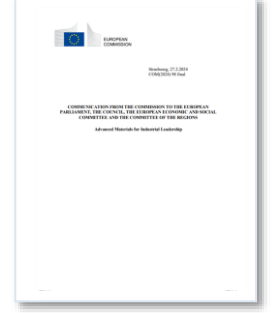 EUROPEAN
COMMISSION
Strasbourg, 27.2.2024
COM(2024) 98 final
COMMUNICATION FROM THE COMMISSION TO THE EUROPEAN
PARLIAMENT, THE COUNCIL, THE EUROPEAN ECONOMIC AND SOCIAL
COMMITTEE AND THE COMMITTEE OF THE REGIONS
Advanced Materials for Industrial Leadership